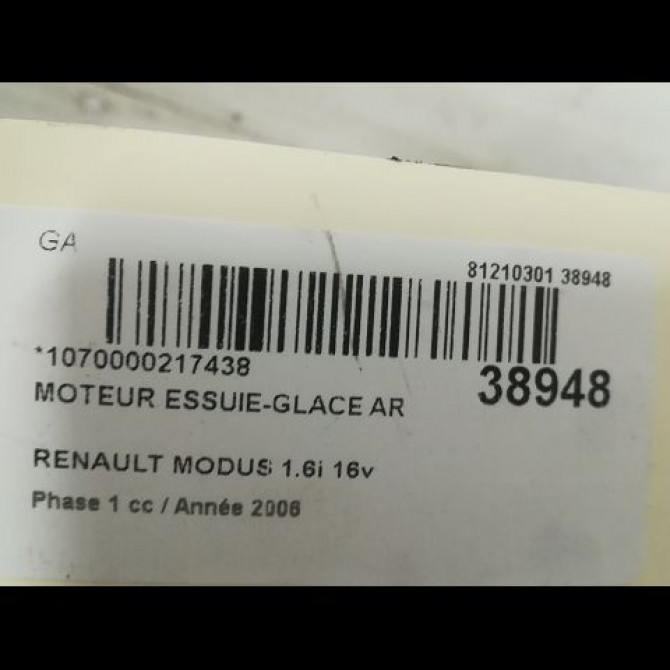 GA
81210301 38948
*1070000217438
38948
MOTEUR ESSUIE-GLACE AR
RENAULT MODUS 1.6i 16v
Phase 1 cc / Année 2006